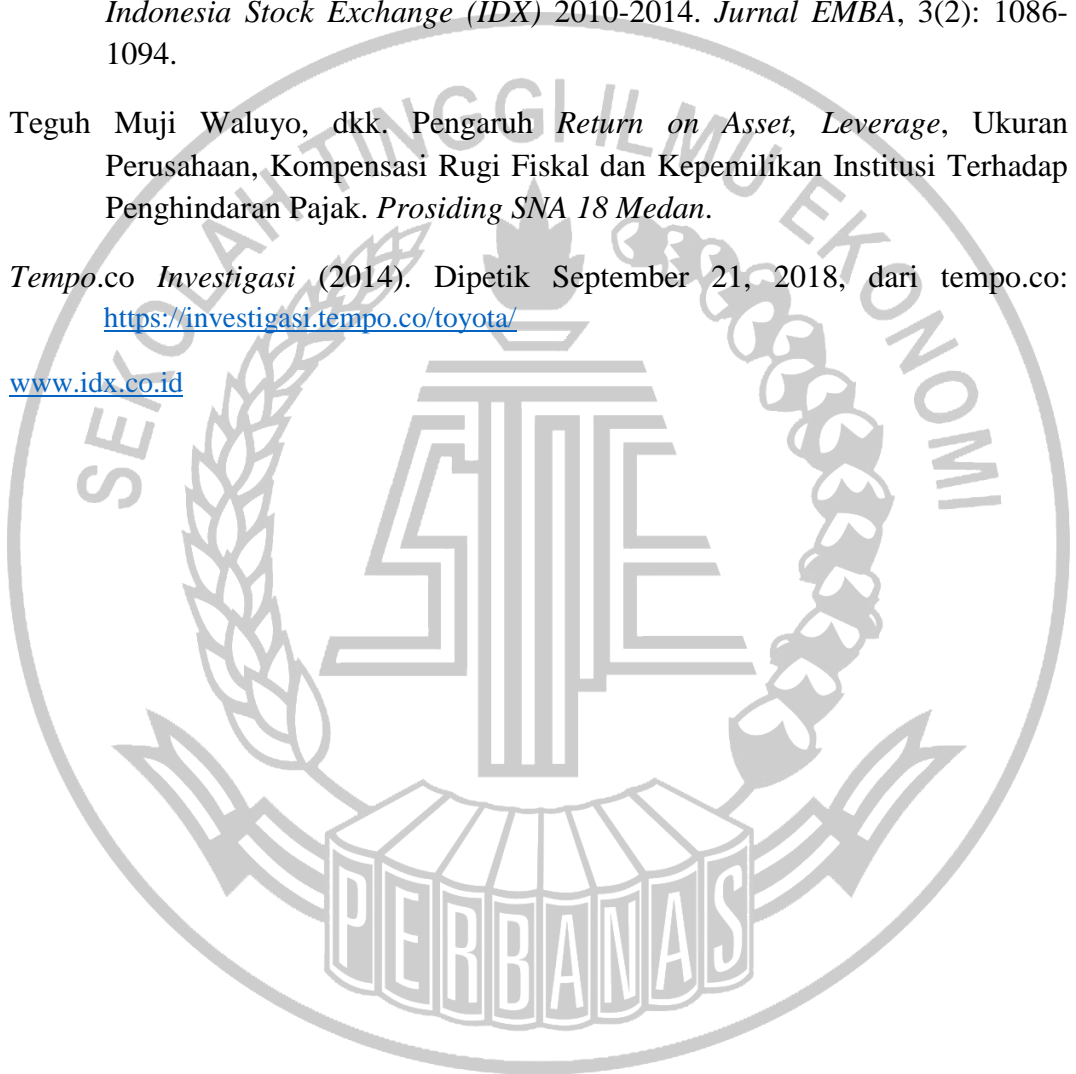 Indonesia Stock Exchange (IDX) 2010-2014. Jurnal EMBA, 3(2): 1086-
1094.
Teguh Muji Waluyo, dkk. Pengaruh Return on Asset, Leverage, Ukuran
Perusahaan, Kompensasi Rugi Fiskal dan Kepemilikan Institusi Terhadap
Penghindaran Pajak. Prosiding SNA 18 Medan.
Tempo.co Investigasi (2014). Dipetik September 21, 2018, dari tempo.co:
https://investigasi.tempo.co/toyota/
www.idx.co.id
SEKOLAH TINGGI ILMU EKONOMI
STIE
PERBANAS